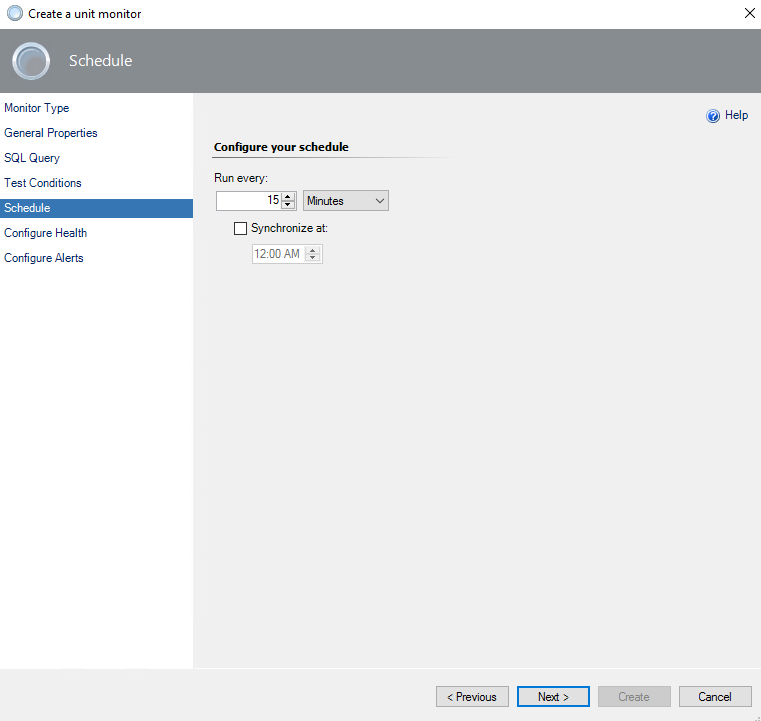 Create a unit monitor
Schedule
Monitor Type
General Properties
SQL Query
Test Conditions
Schedule
Configure Health
Configure Alerts
Help
Configure your schedule
Run every:
15 Minutes
Synchronize at:
12:00 AM
< Previous Next > Create Cancel